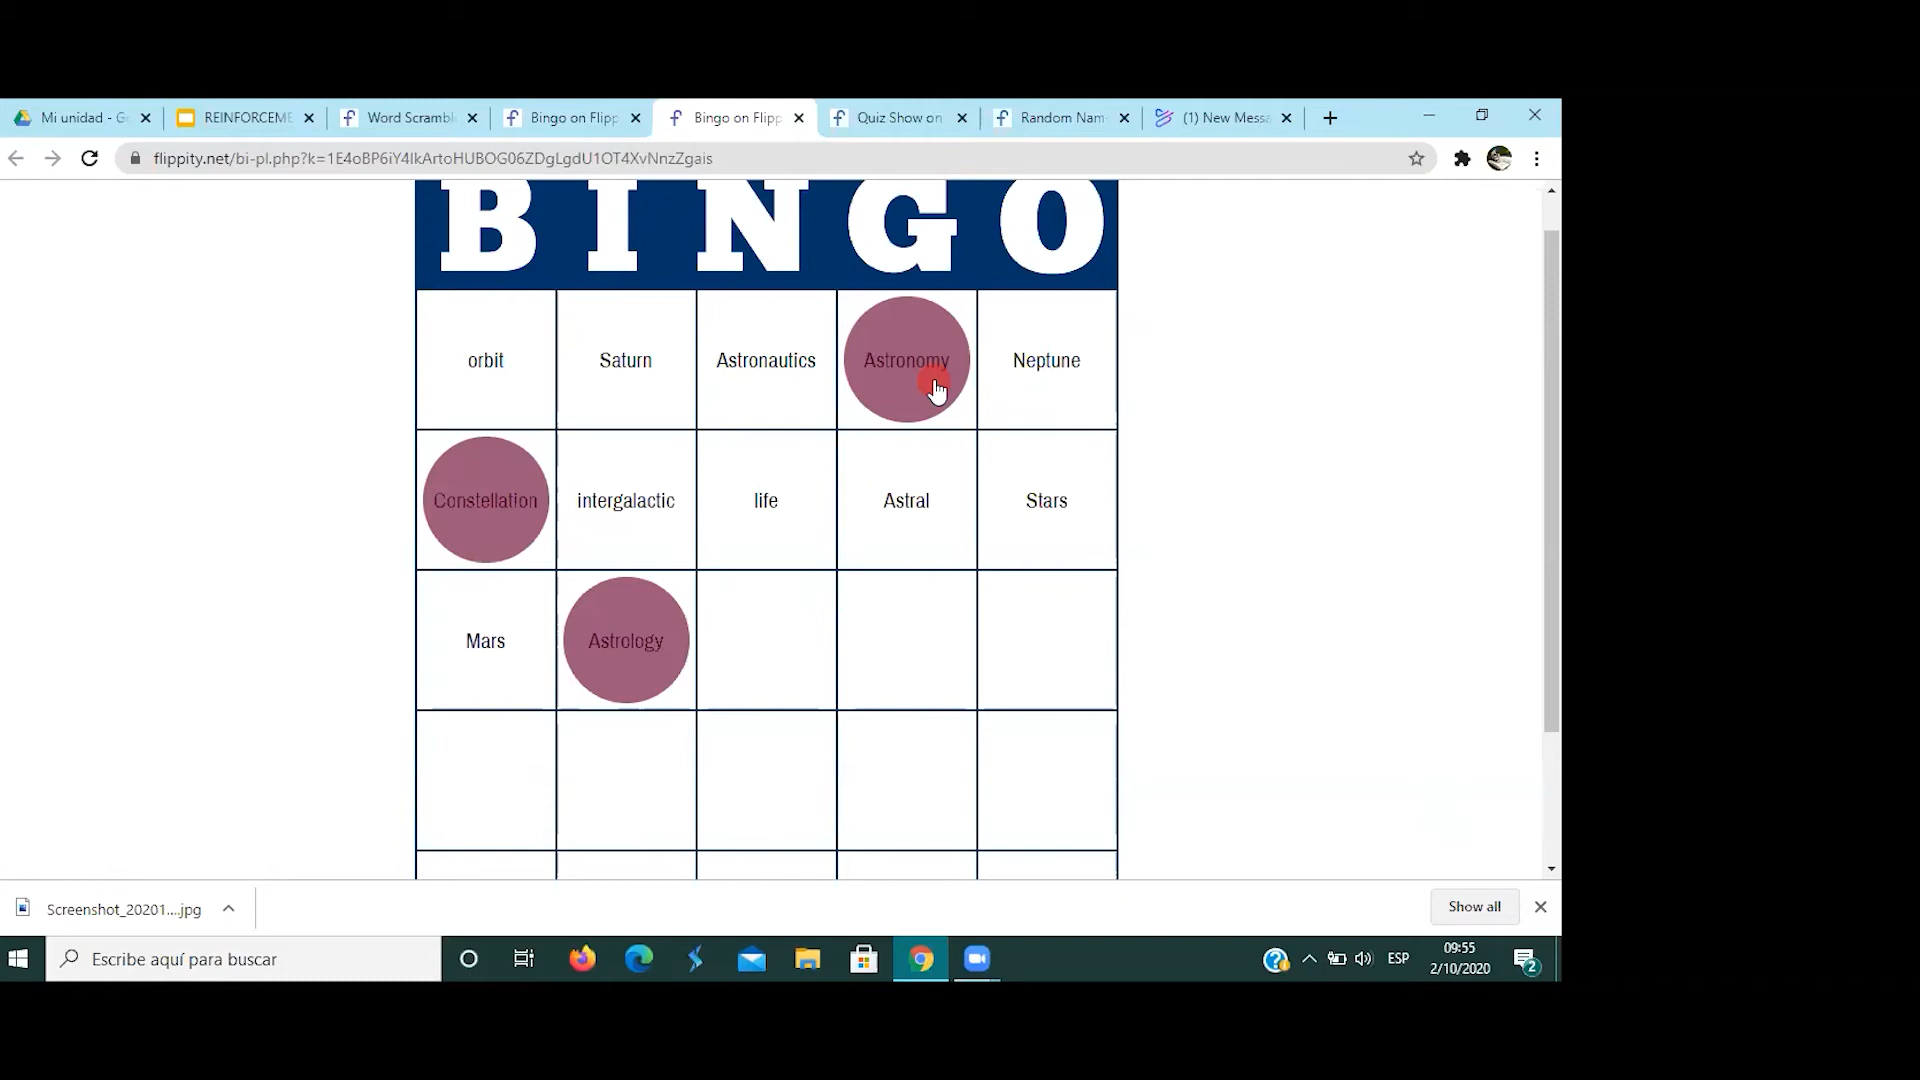 Mi unidad - G
REINFORCEME
Word Scrambl
Bingo on Flipp
Bingo on Flipp
Quiz Show on
Random Nam
(1) New Messa
flippity.net/bi-pl.php?k=1E4oBP6iY4IkArtoHUBOG06ZDgLgdU1OT4XvNnzZgais
B I N G O
orbit Saturn Astronautics Astronomy Neptune
Constellation intergalactic life Astral Stars
Mars Astrology
Screenshot_20201....jpg
Show all
Escribe aquí para buscar
ESP
09:55
2/10/2020
2